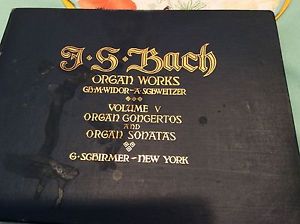 J·S·Bach
ORGAN WORKS
CH·M·WIDOR–A·SCHWEITZER
VOLUME V
ORGAN CONCERTOS
AND
ORGAN SONATAS
G·SCHIRMER–NEW YORK